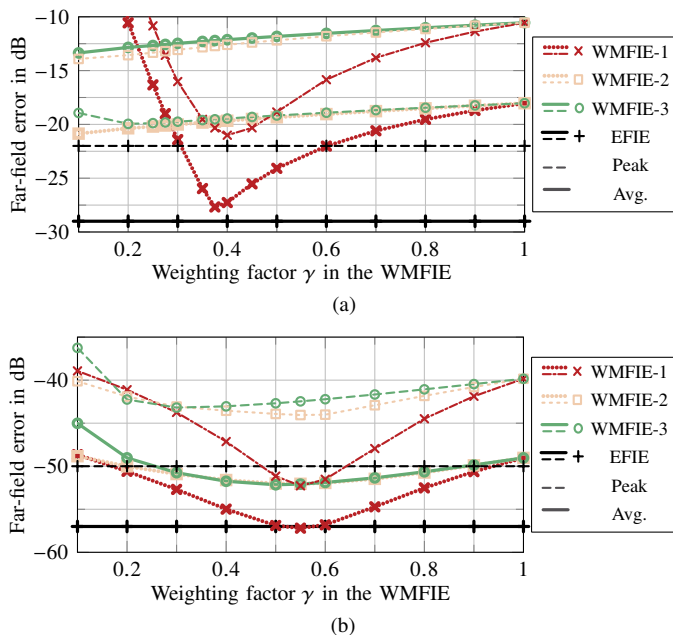 −10
−15
−20
−25
−30
Far-field error in dB
0.2 0.4 0.6 0.8 1
Weighting factor γ in the WMFIE
WMFIE-1
WMFIE-2
WMFIE-3
EFIE
Peak
Avg.
(a)
−40
−50
−60
Far-field error in dB
0.2 0.4 0.6 0.8 1
Weighting factor γ in the WMFIE
WMFIE-1
WMFIE-2
WMFIE-3
EFIE
Peak
Avg.
(b)